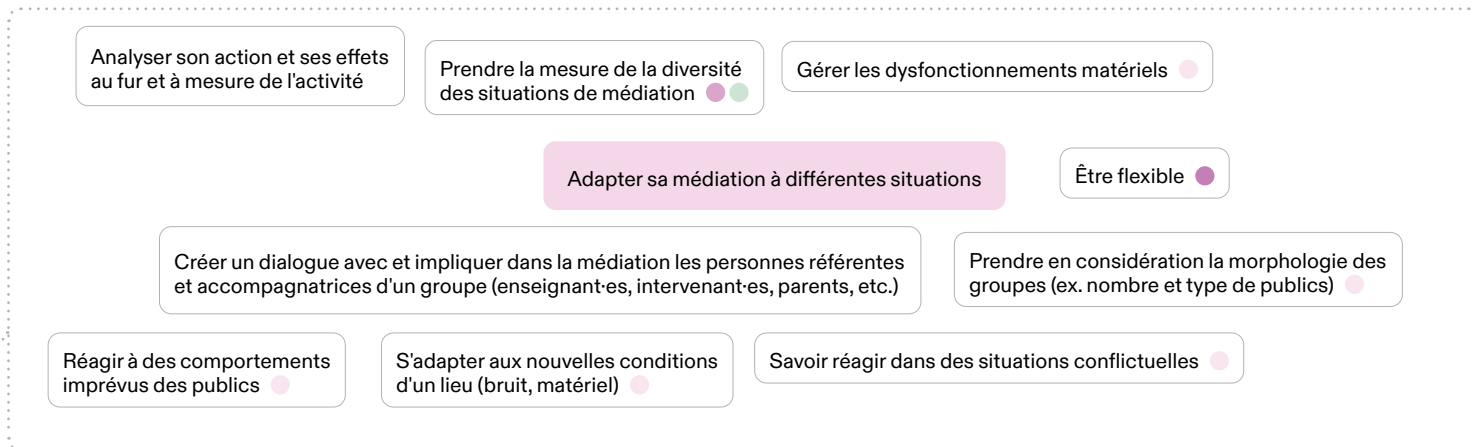 Analyser son action et ses effets
au fur et à mesure de l'activité
Prendre la mesure de la diversité
des situations de médiation
Gérer les dysfonctionnements matériels
Adapter sa médiation à différentes situations
Être flexible
Créer un dialogue avec et impliquer dans la médiation les personnes référentes
et accompagnatrices d'un groupe (enseignant·es, intervenant·es, parents, etc.)
Prendre en considération la morphologie des
groupes (ex. nombre et type de publics)
Réagir à des comportements
imprévus des publics
S'adapter aux nouvelles conditions
d'un lieu (bruit, matériel)
Savoir réagir dans des situations conflictuelles